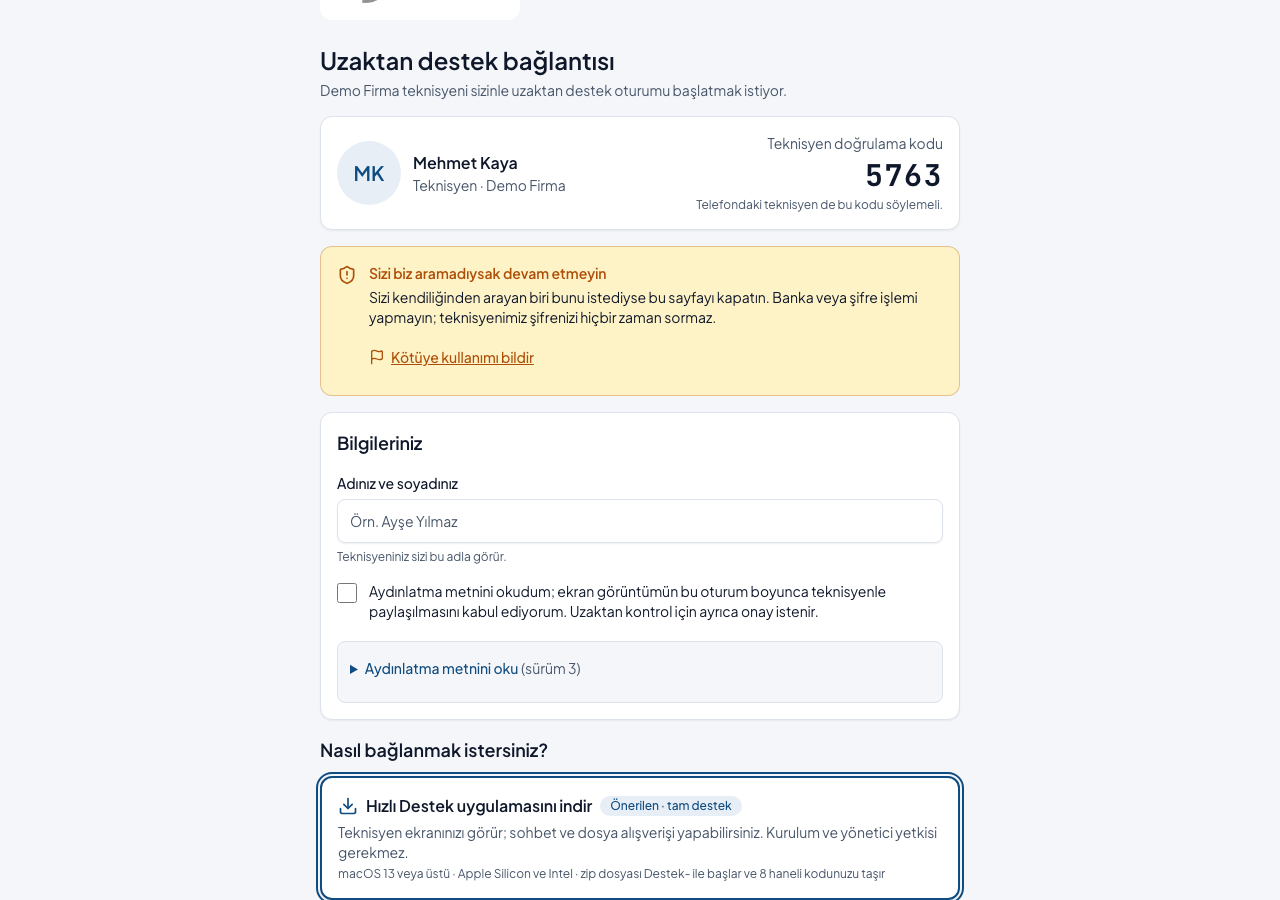 Uzaktan destek bağlantısı
Demo Firma teknisyeni sizinle uzaktan destek oturumu başlatmak istiyor.
MK
Mehmet Kaya
Teknisyen · Demo Firma
Teknisyen doğrulama kodu
5763
Telefondaki teknisyen de bu kodu söylemeli.
Sizi biz aramadıysak devam etmeyin
Sizi kendiliğinden arayan biri bunu istediyse bu sayfayı kapatın. Banka veya şifre işlemi
yapmayın; teknisyenimiz şifrenizi hiçbir zaman sormaz.
Kötüye kullanımı bildir
Bilgileriniz
Adınız ve soyadınız
Örn. Ayşe Yılmaz
Teknisyeniniz sizi bu adla görür.
Aydınlatma metnini okudum; ekran görüntümün bu oturum boyunca teknisyenle
paylaşılmasını kabul ediyorum. Uzaktan kontrol için ayrıca onay istenir.
Aydınlatma metnini oku (sürüm 3)
Nasıl bağlanmak istersiniz?
Hızlı Destek uygulamasını indir Önerilen · tam destek
Teknisyen ekranınızı görür; sohbet ve dosya alışverişi yapabilirsiniz. Kurulum ve yönetici yetkisi
gerekmez.
macOS 13 veya üstü · Apple Silicon ve Intel · zip dosyası Destek- ile başlar ve 8 haneli kodunuzu taşır